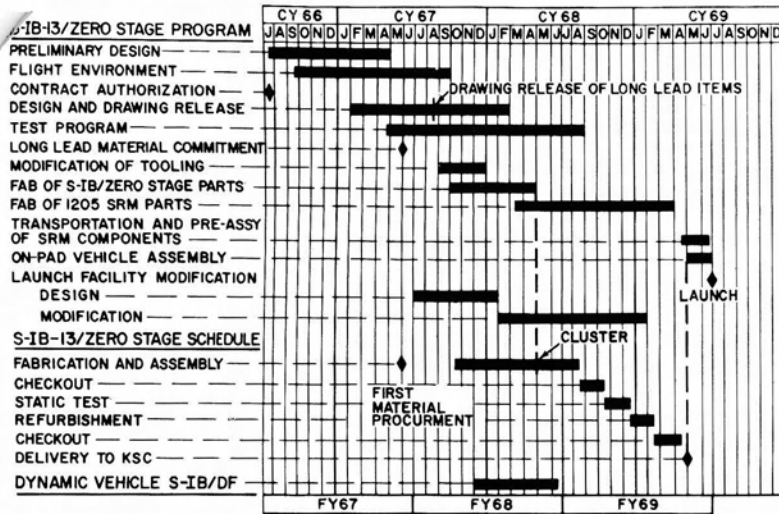 CY 66 CY 67 CY 68 CY 69
S-IB-13/ZERO STAGE PROGRAM J A S O N D J F M A M J J A S O N D J F M A M J J A S O N D J F M A M J J A S O N D
PRELIMINARY DESIGN
FLIGHT ENVIRONMENT
CONTRACT AUTHORIZATION
DRAWING RELEASE OF LONG LEAD ITEMS
DESIGN AND DRAWING RELEASE
TEST PROGRAM
LONG LEAD MATERIAL COMMITMENT
MODIFICATION OF TOOLING
FAB OF S-IB/ZERO STAGE PARTS
FAB OF 1205 SRM PARTS
TRANSPORTATION AND PRE-ASSY
OF SRM COMPONENTS
ON-PAD VEHICLE ASSEMBLY
LAUNCH FACILITY MODIFICATION
DESIGN
LAUNCH
MODIFICATION
S-IB-13/ZERO STAGE SCHEDULE
CLUSTER
FABRICATION AND ASSEMBLY
CHECKOUT
FIRST
MATERIAL
PROCURMENT
STATIC TEST
REFURBISHMENT
CHECKOUT
DELIVERY TO KSC
DYNAMIC VEHICLE S-IB/DF
FY67 FY68 FY69